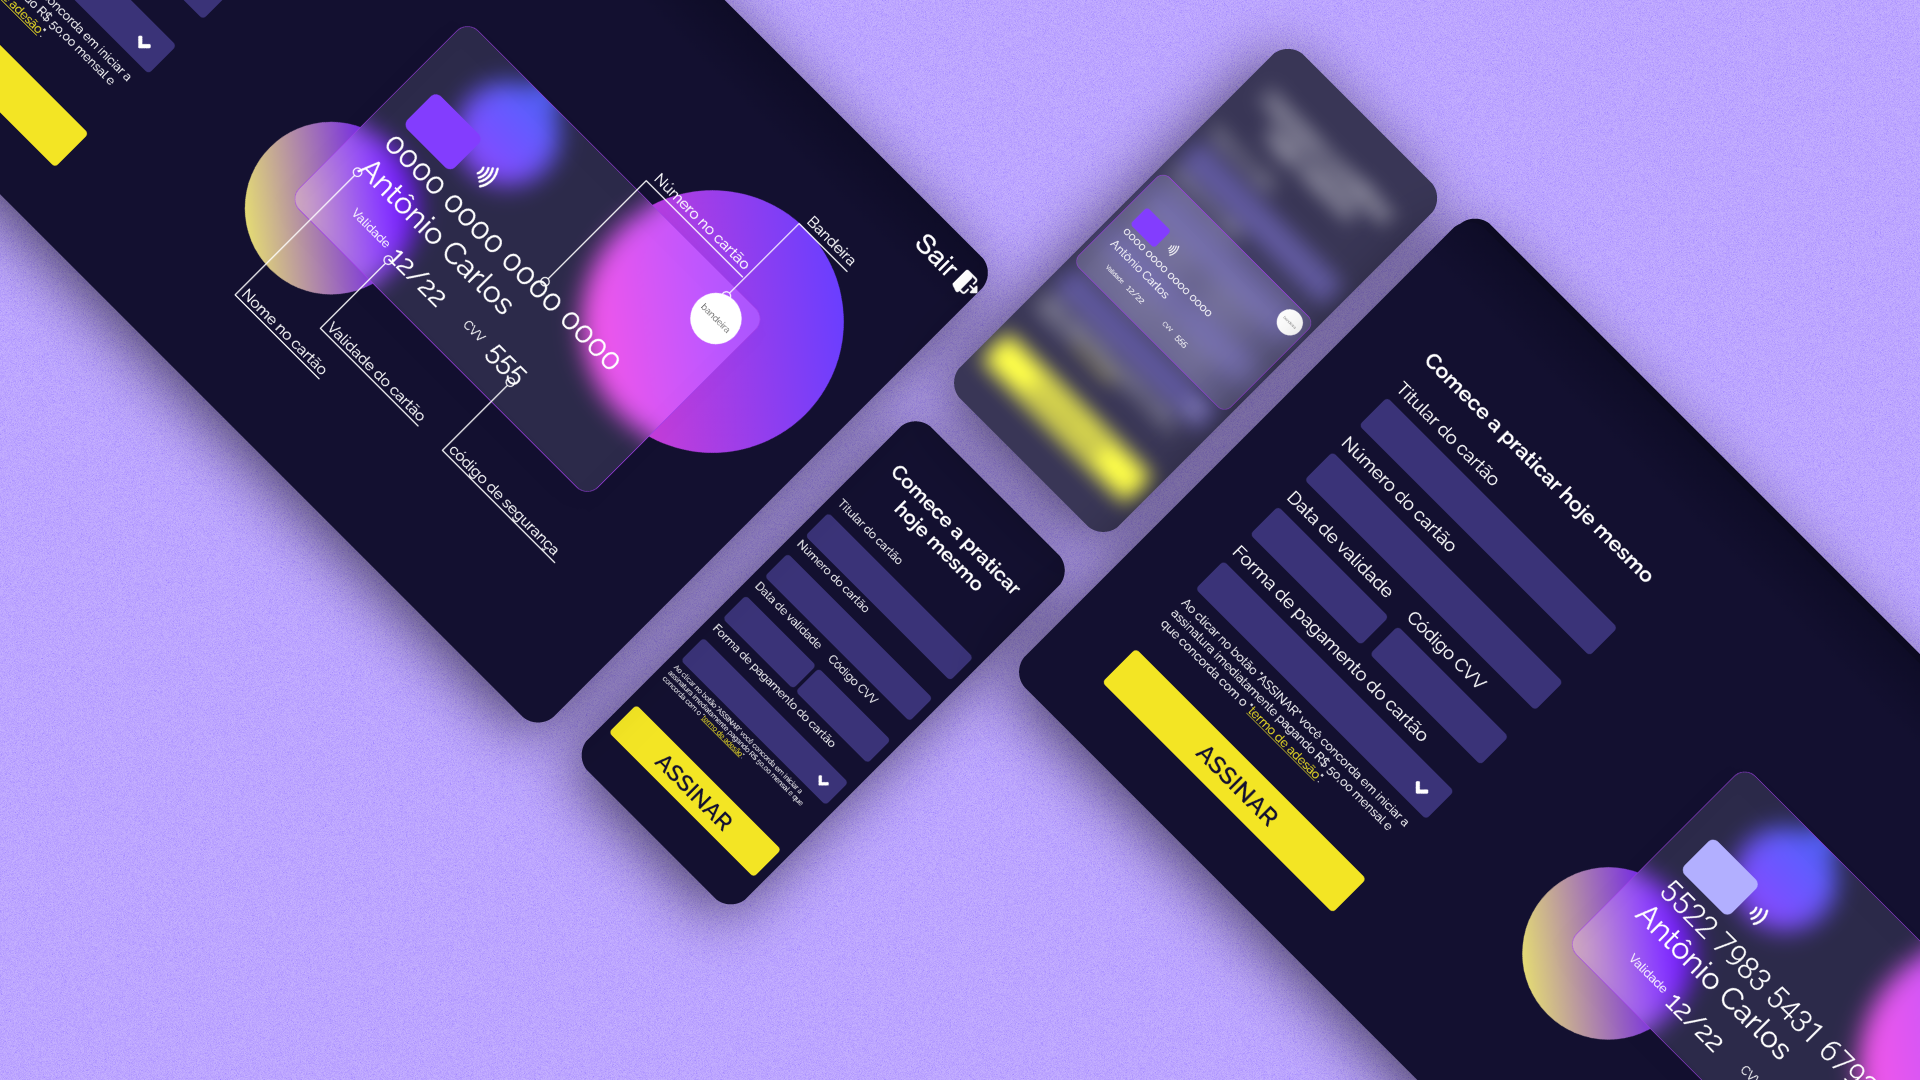 oncorda em iniciar a
do R$ 50,00 mensal e
adesão."
0000 0000 0000 0000
Antônio Carlos
Validade 12/22
CVV 555
bandeira
Número no cartão
Bandeira
Nome no cartão
Validade do cartão
código de segurança
Sair
0000 0000 0000 0000
Antônio Carlos
Validade 12/22
CVV 555
Comece a praticar
hoje mesmo
Titular do cartão
Número do cartão
Data de validade
Código CVV
Forma de pagamento do cartão
Ao clicar no botão "ASSINAR" você concorda em iniciar a
assinatura imediatamente pagando R$ 50,00 mensal e que
concorda com o "termo de adesão."
ASSINAR
Comece a praticar hoje mesmo
Titular do cartão
Número do cartão
Data de validade
Código CVV
Forma de pagamento do cartão
Ao clicar no botão "ASSINAR" você concorda em iniciar a
assinatura imediatamente pagando R$ 50,00 mensal e
que concorda com o "termo de adesão."
ASSINAR
5522 7983 5431 679
Antônio Carlos
Validade 12/22
CV